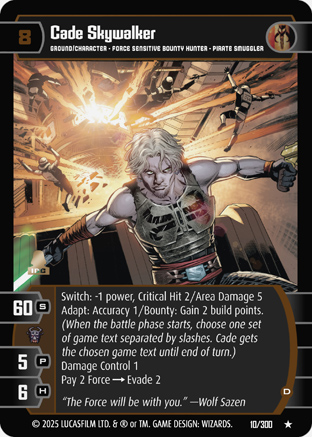 8
Cade Skywalker
GROUND/CHARACTER • FORCE SENSITIVE BOUNTY HUNTER • PIRATE SMUGGLER
60 S
5 P
6 H
Switch: -1 power, Critical Hit 2/Area Damage 5
Adapt: Accuracy 1/Bounty: Gain 2 build points.
(When the battle phase starts, choose one set
of game text separated by slashes. Cade gets
the chosen game text until end of turn.)
Damage Control 1
Pay 2 Force → Evade 2
“The Force will be with you.” —Wolf Sazen
D
© 2025 LUCASFILM LTD. & ® or TM. GAME DESIGN: WIZARDS.
10/300 ★